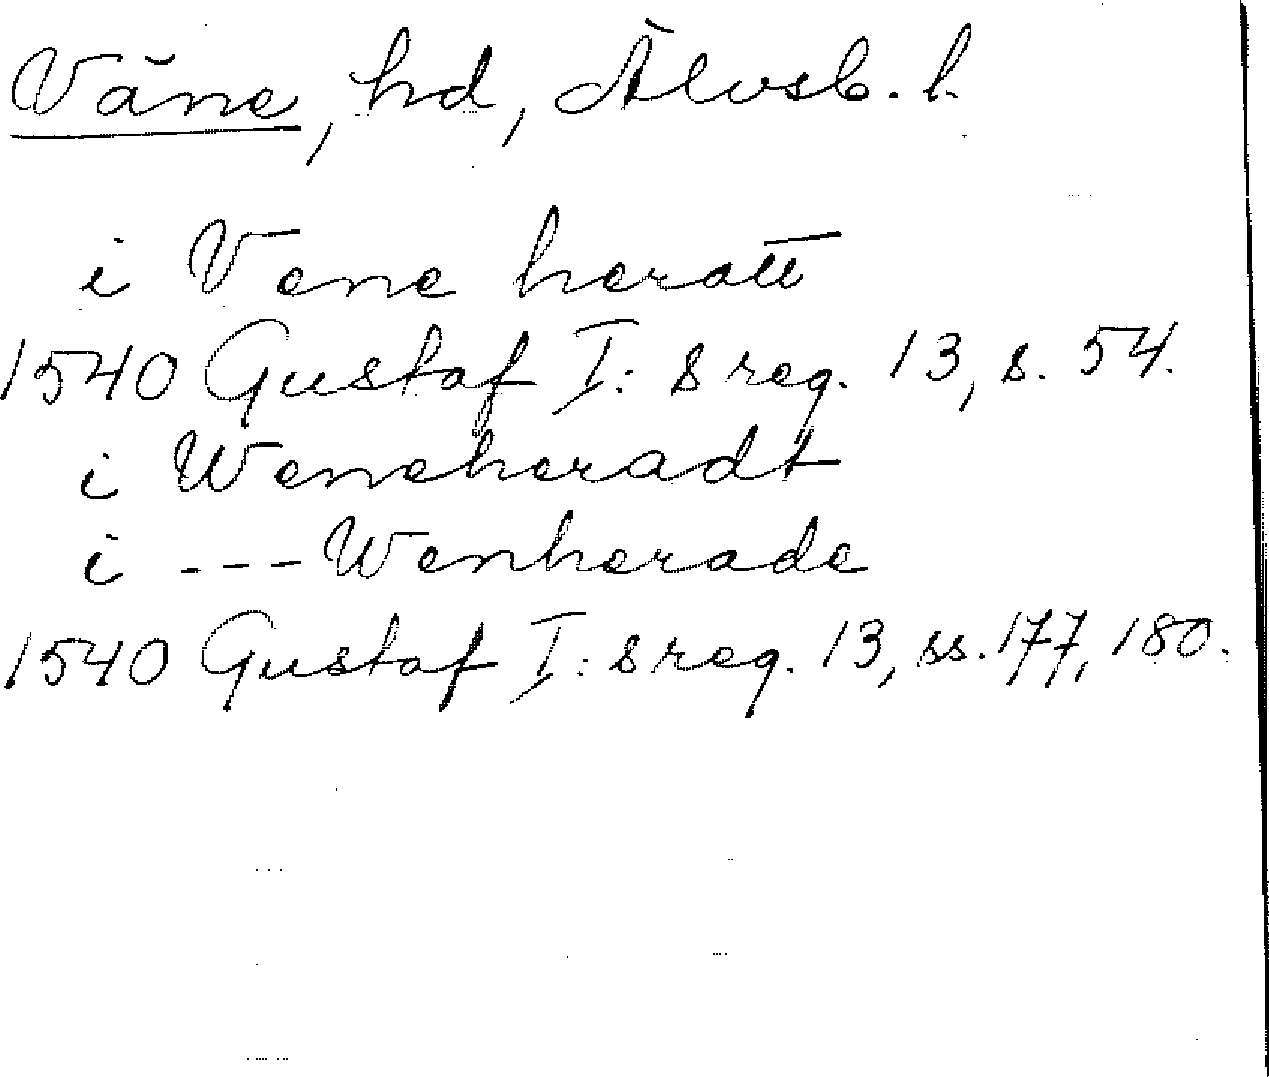 Väne, hd, Älvsb. l.
i Vene heratt
1540 Gustaf I: s reg. 13, s. 54.
i Weneheradt
i --- Wenherade
1540 Gustaf I: s reg. 13, ss. 177, 180.